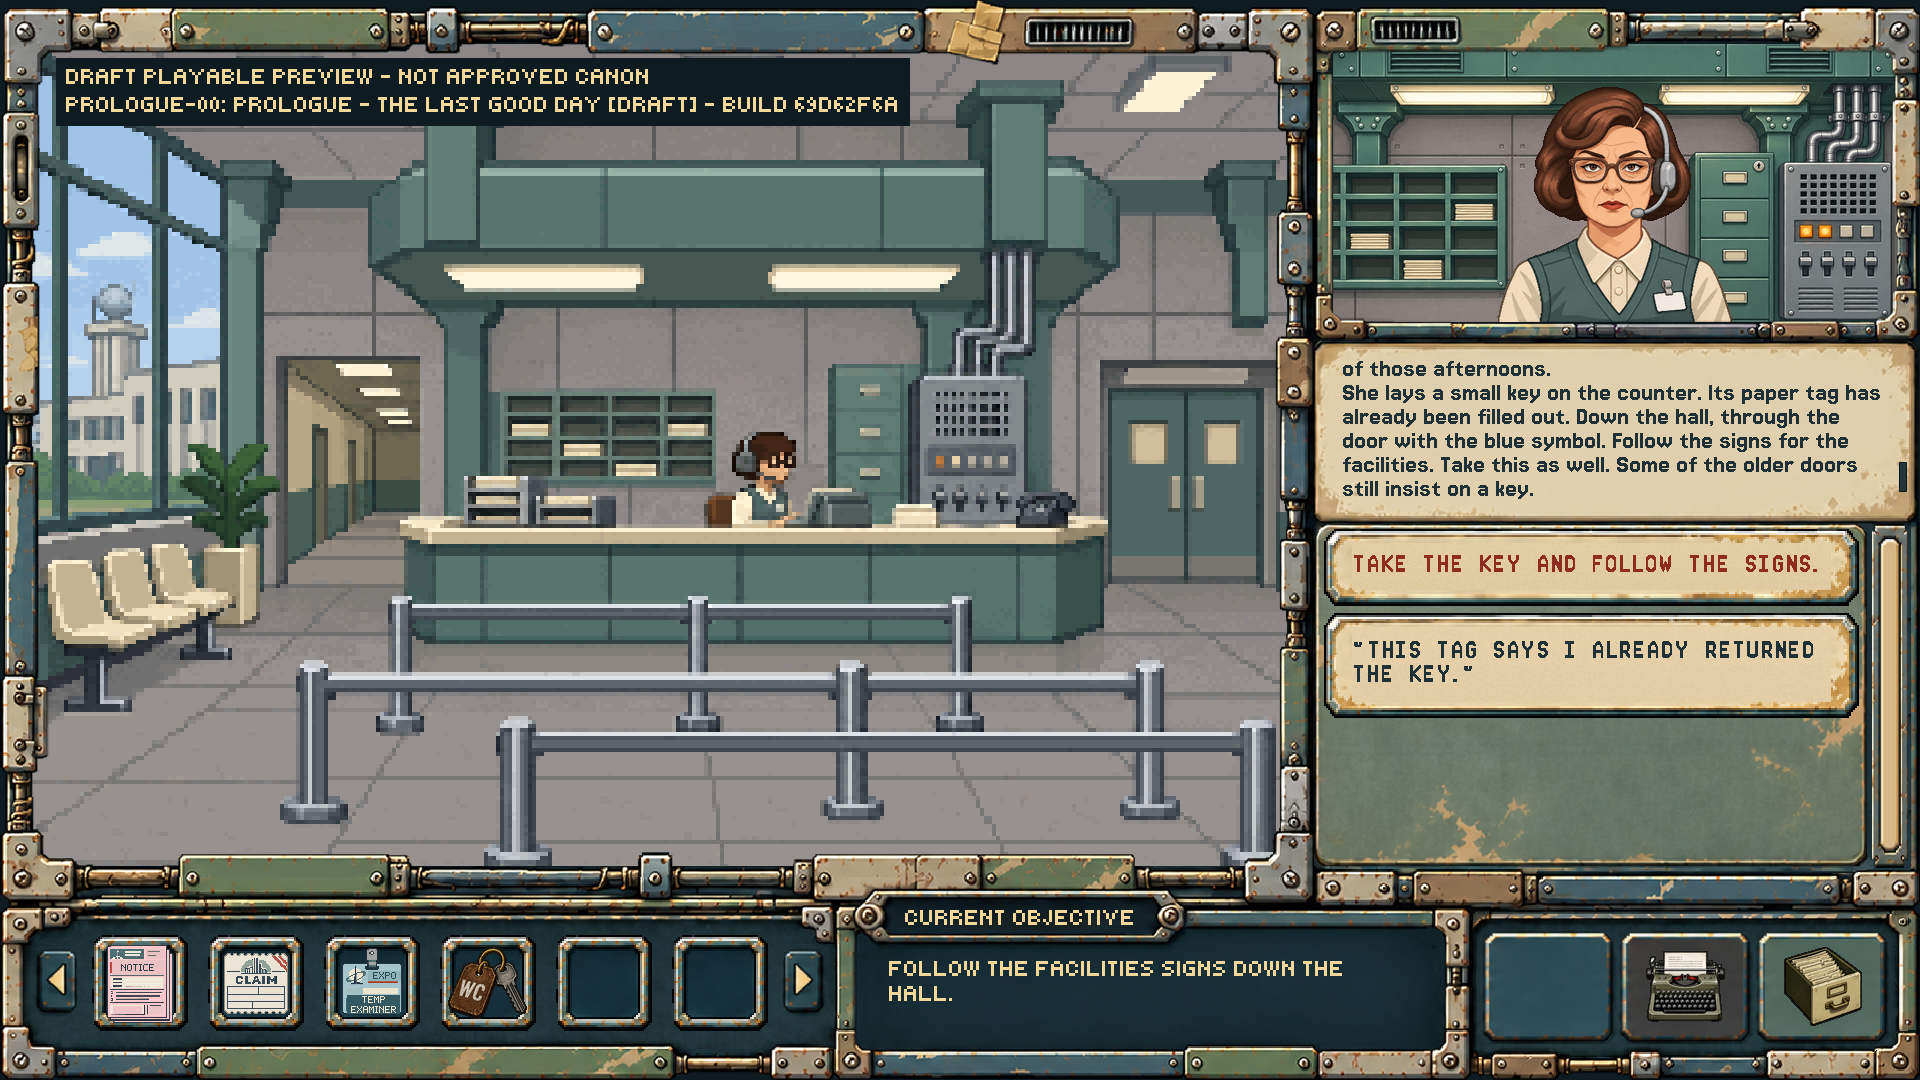 DRAFT PLAYABLE PREVIEW - NOT APPROVED CANON
PROLOGUE-00: PROLOGUE - THE LAST GOOD DAY [DRAFT] - BUILD 69D62F6A
of those afternoons.
She lays a small key on the counter. Its paper tag has
already been filled out. Down the hall, through the
door with the blue symbol. Follow the signs for the
facilities. Take this as well. Some of the older doors
still insist on a key.
TAKE THE KEY AND FOLLOW THE SIGNS.
"THIS TAG SAYS I ALREADY RETURNED
THE KEY."
NOTICE
CLAIM
EXPO
TEMP
EXAMINER
WC
CURRENT OBJECTIVE
FOLLOW THE FACILITIES SIGNS DOWN THE
HALL.